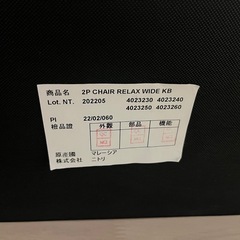 商品名 2P CHAIR RELAX WIDE KB
Lot. NT. 202205 4023230 4023240
4023250 4023260
PI 22/02/060
検品證 外觀 部品 機能
原産國 マレーシア
株式会社 ニトリ